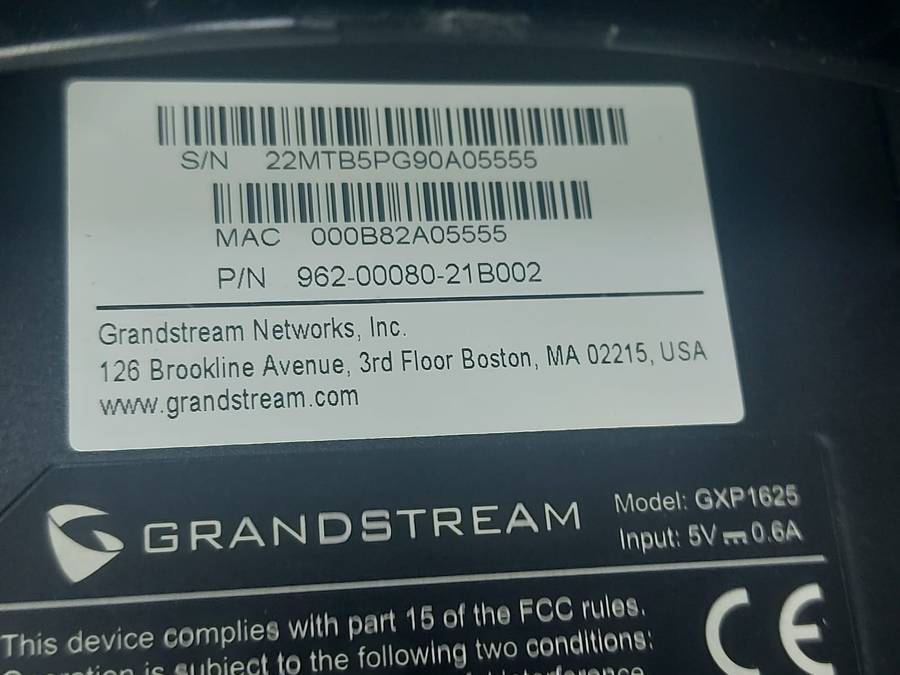 S/N 22MTB5PG90A05555
MAC 000B82A05555
P/N 962-00080-21B002
Grandstream Networks, Inc.
126 Brookline Avenue, 3rd Floor Boston, MA 02215, USA
www.grandstream.com
GRANDSTREAM
Model: GXP1625
Input: 5V⎓0.6A
This device complies with part 15 of the FCC rules.
Operation is subject to the following two conditions:
CE